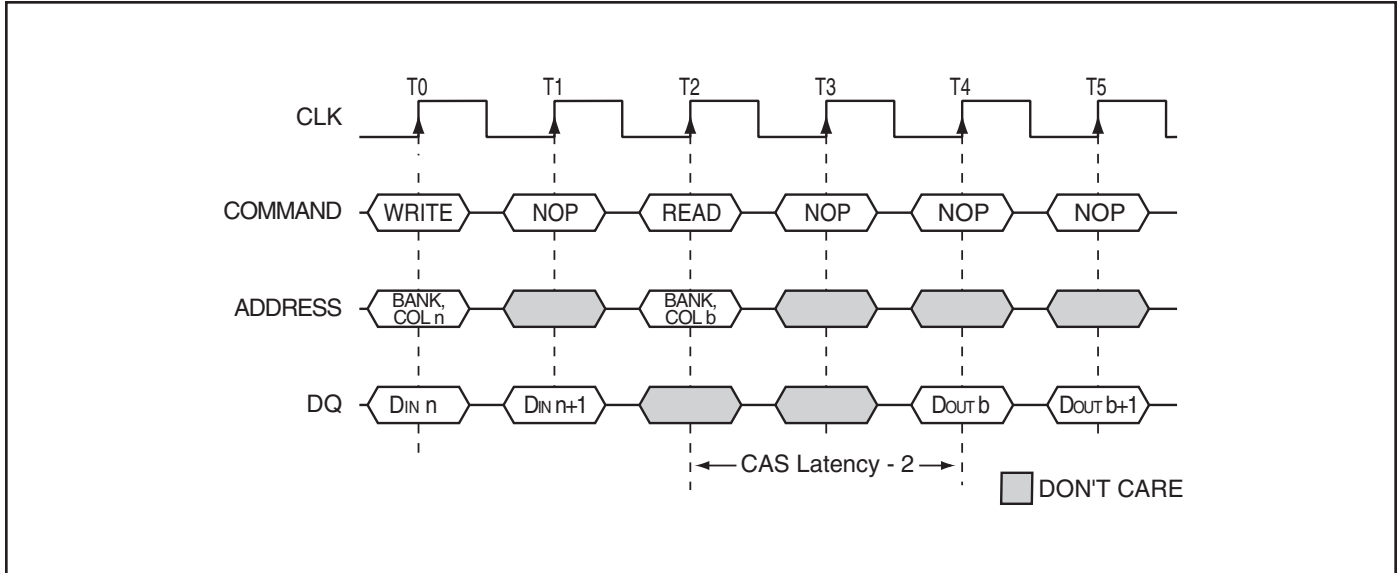 T0 T1 T2 T3 T4 T5
CLK
COMMAND WRITE NOP READ NOP NOP NOP
ADDRESS BANK, COL n BANK, COL b
DQ DIN n DIN n+1 DOUT b DOUT b+1
CAS Latency - 2
DON'T CARE